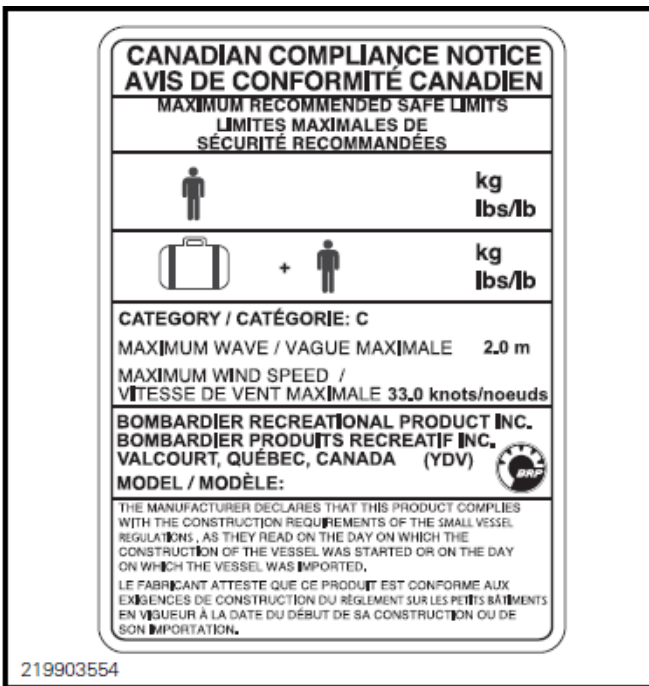 CANADIAN COMPLIANCE NOTICE
AVIS DE CONFORMITÉ CANADIEN
MAXIMUM RECOMMENDED SAFE LIMITS
LIMITES MAXIMALES DE
SÉCURITÉ RECOMMANDÉES
kg
lbs/lb
+
kg
lbs/lb
CATEGORY / CATÉGORIE: C
MAXIMUM WAVE / VAGUE MAXIMALE 2.0 m
MAXIMUM WIND SPEED /
VITESSE DE VENT MAXIMALE 33.0 knots/noeuds
BOMBARDIER RECREATIONAL PRODUCT INC.
BOMBARDIER PRODUITS RECREATIF INC.
VALCOURT, QUÉBEC, CANADA (YDV)
BRP
MODEL / MODÈLE:
THE MANUFACTURER DECLARES THAT THIS PRODUCT COMPLIES
WITH THE CONSTRUCTION REQUIREMENTS OF THE SMALL VESSEL
REGULATIONS , AS THEY READ ON THE DAY ON WHICH THE
CONSTRUCTION OF THE VESSEL WAS STARTED OR ON THE DAY
ON WHICH THE VESSEL WAS IMPORTED.
LE FABRICANT ATTESTE QUE CE PRODUIT EST CONFORME AUX
EXIGENCES DE CONSTRUCTION DU RÈGLEMENT SUR LES PETITS BÂTIMENTS
EN VIGUEUR À LA DATE DU DÉBUT DE SA CONSTRUCTION OU DE
SON IMPORTATION.
219903554